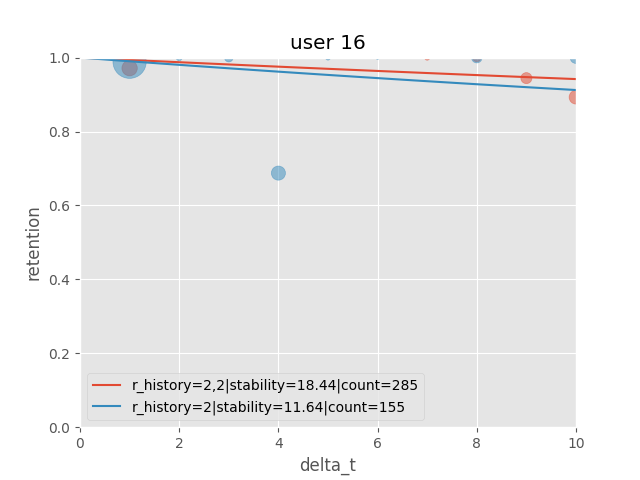 user 16
retention
1.0
0.8
0.6
0.4
0.2
0.0
r_history=2,2|stability=18.44|count=285
r_history=2|stability=11.64|count=155
0 2 4 6 8 10
delta_t